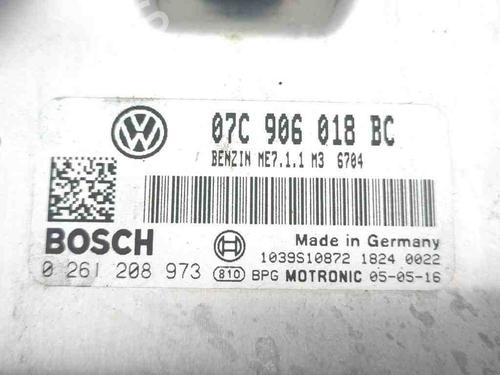 07C 906 018 BC
BENZIN ME7.1.1 M3 6704
BOSCH
Made in Germany
1039S10872 1824 0022
0 261 208 973 810 BPG MOTRONIC 05-05-16